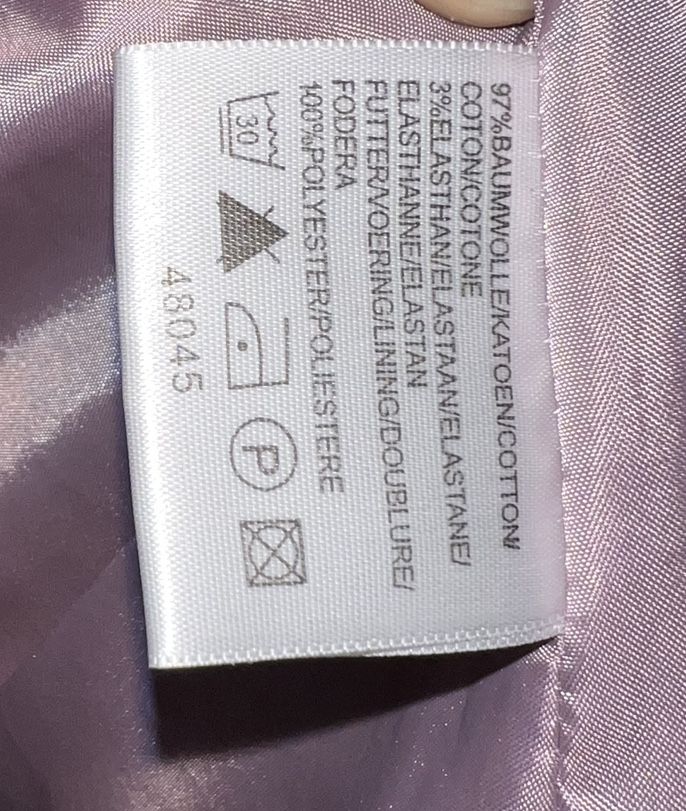 97%BAUMWOLLE/KATOEN/COTTON/
COTON/COTONE
3%ELASTHAN/ELASTAAN/ELASTANE/
ELASTHANNE/ELASTAN
FUTTER/VOERING/LINING/DOUBLURE/
FODERA
100%POLYESTER/POLIESTERE
30 P
48045